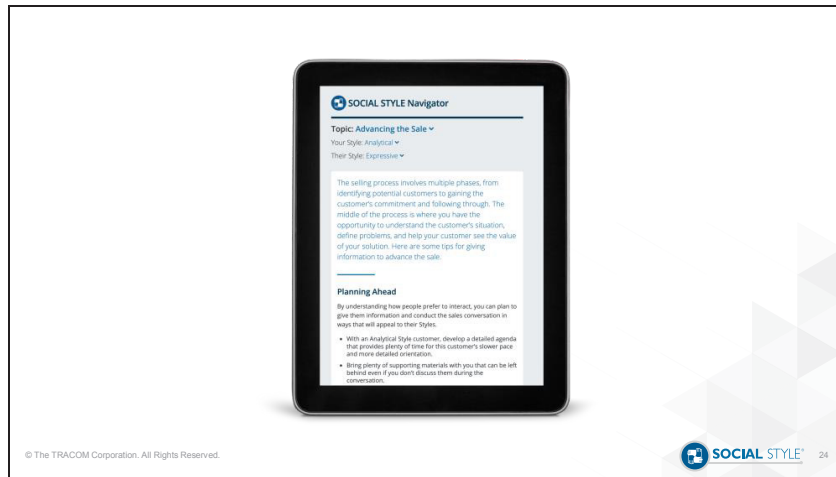 SOCIAL STYLE Navigator
Topic: Advancing the Sale
Your Style: Analytical
Their Style: Expressive
The selling process involves multiple phases, from
identifying potential customers to gaining the
customer's commitment and following through. The
middle of the process is where you have the
opportunity to understand the customer's situation,
define problems, and help your customer see the value
of your solution. Here are some tips for giving
information to advance the sale.
Planning Ahead
By understanding how people prefer to interact, you can plan to
give them information and conduct the sales conversation in
ways that will appeal to their Styles.
• With an Analytical Style customer, develop a detailed agenda
that provides plenty of time for this customer's slower pace
and more detailed orientation.
• Bring plenty of supporting materials with you that can be left
behind even if you don't discuss them during the
conversation.
© The TRACOM Corporation. All Rights Reserved.
SOCIAL STYLE® 24